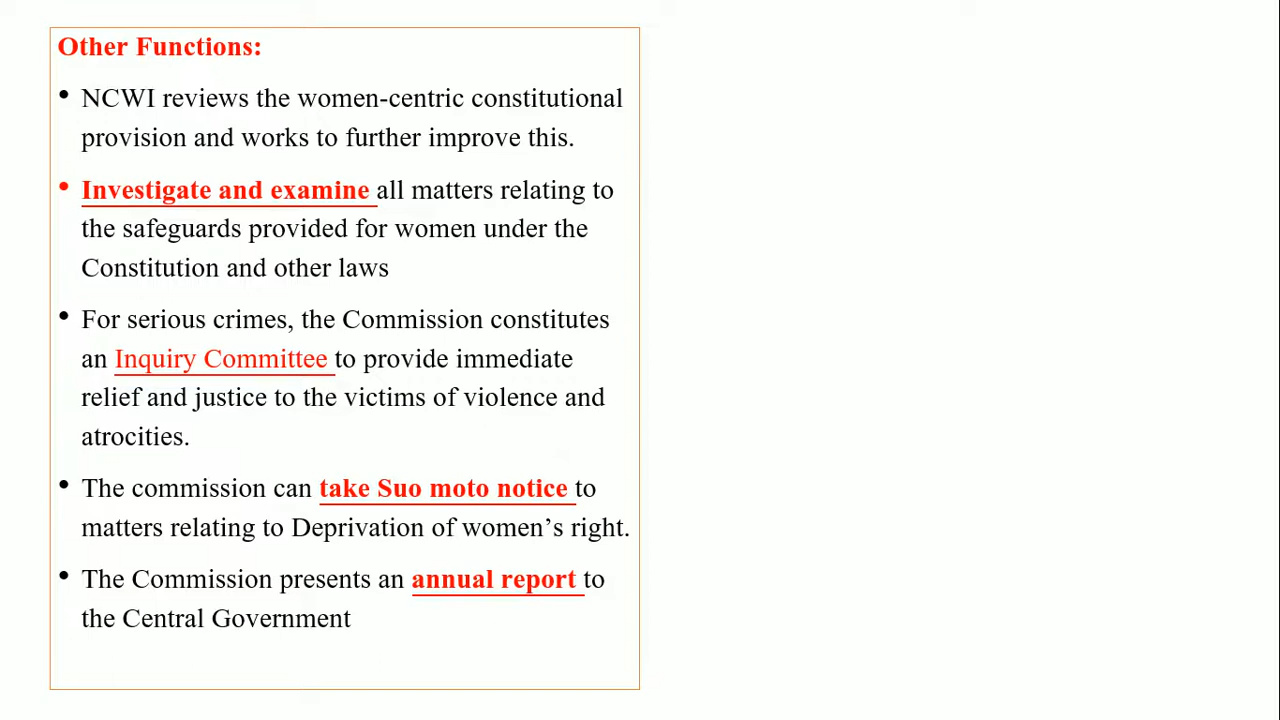 Other Functions:
• NCWI reviews the women-centric constitutional
provision and works to further improve this.
• Investigate and examine all matters relating to
the safeguards provided for women under the
Constitution and other laws
• For serious crimes, the Commission constitutes
an Inquiry Committee to provide immediate
relief and justice to the victims of violence and
atrocities.
• The commission can take Suo moto notice to
matters relating to Deprivation of women’s right.
• The Commission presents an annual report to
the Central Government